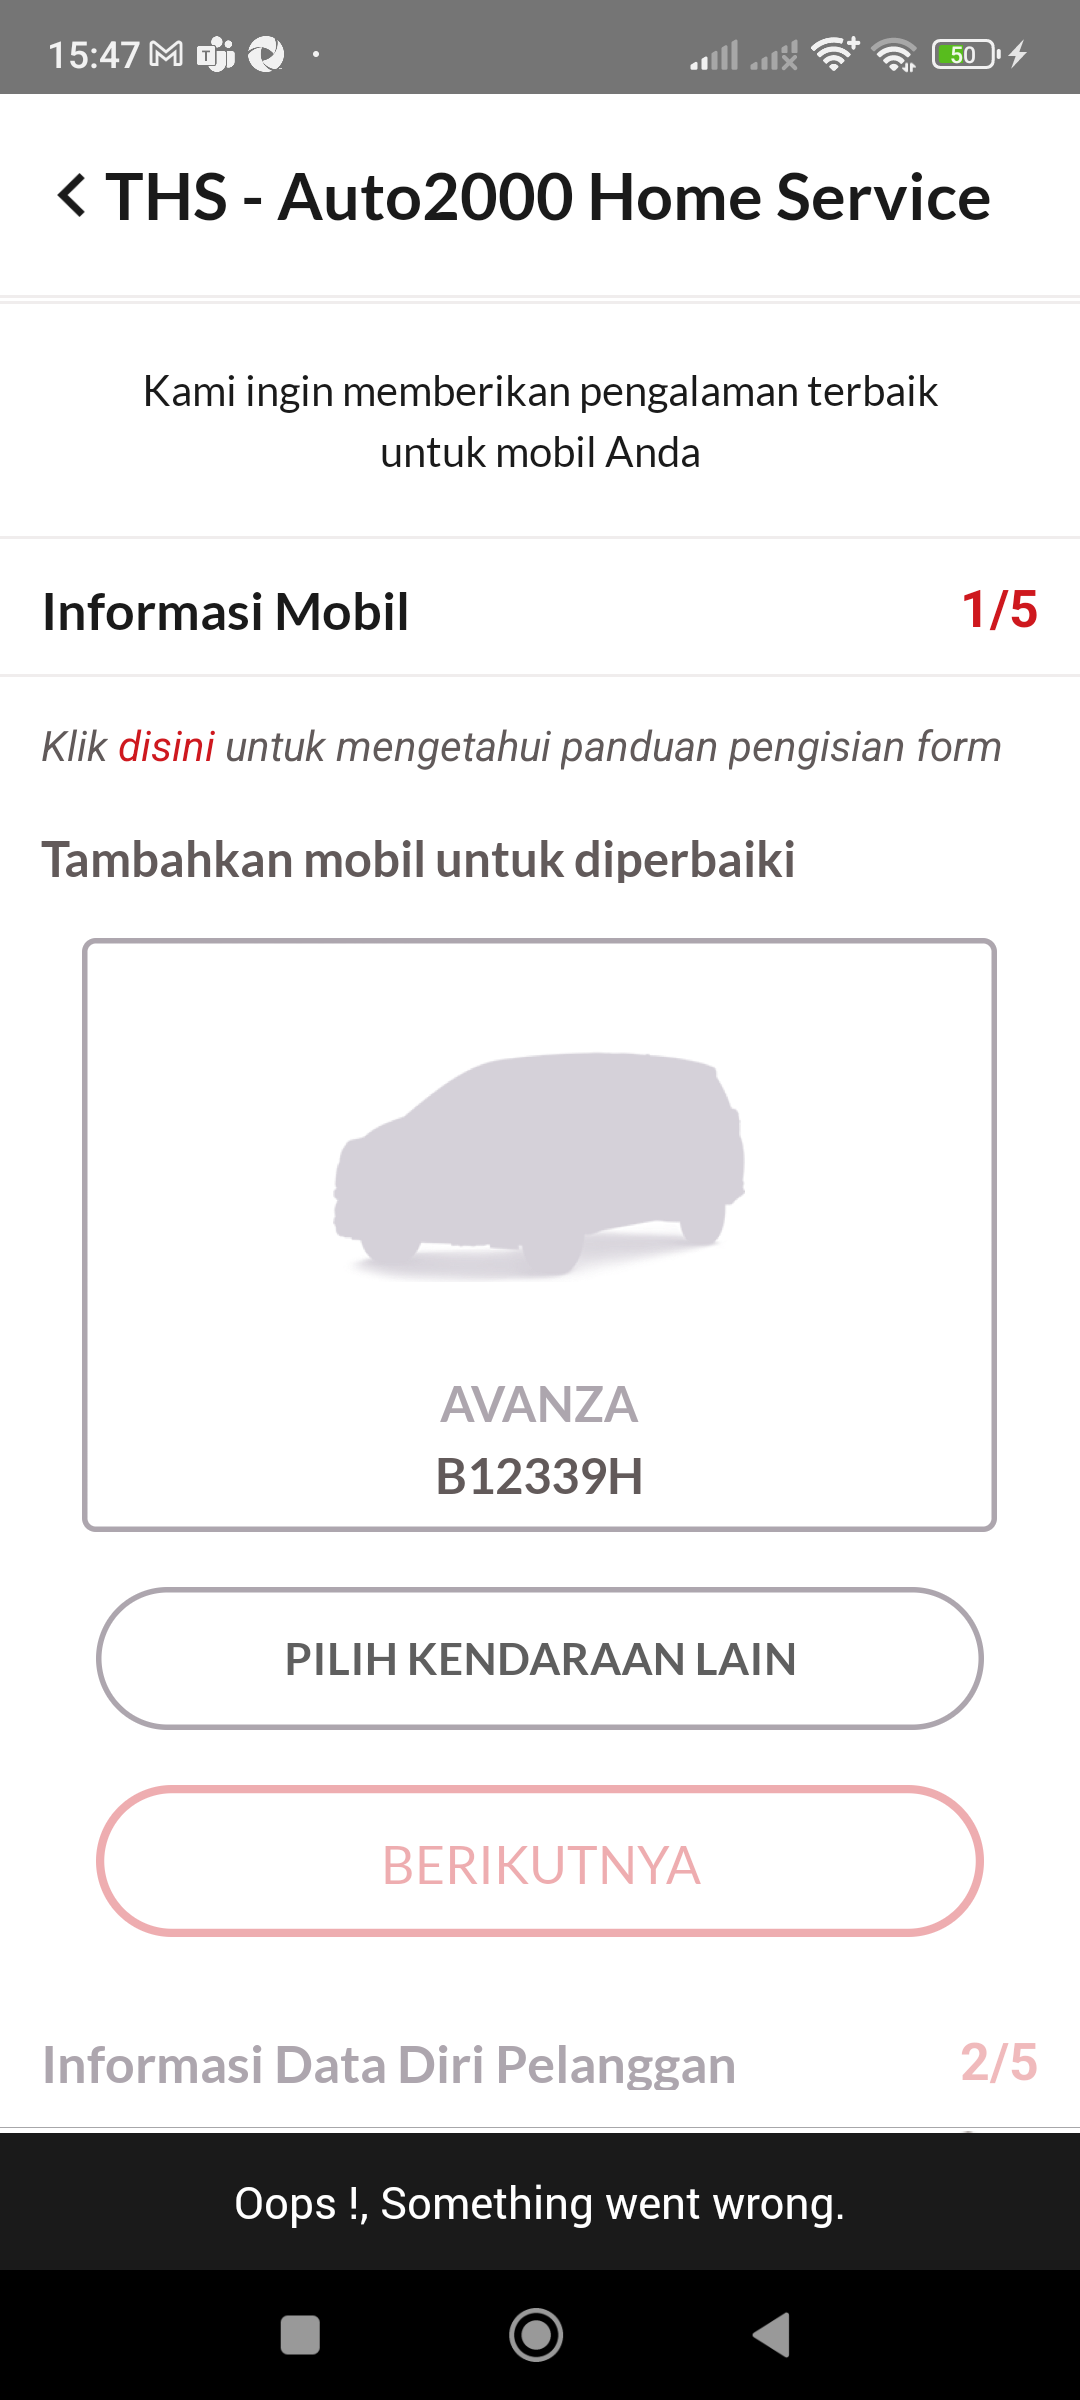 15:47
50
THS - Auto2000 Home Service
Kami ingin memberikan pengalaman terbaik
untuk mobil Anda
Informasi Mobil 1/5
Klik disini untuk mengetahui panduan pengisian form
Tambahkan mobil untuk diperbaiki
AVANZA
B12339H
PILIH KENDARAAN LAIN
BERIKUTNYA
Informasi Data Diri Pelanggan 2/5
Oops !, Something went wrong.